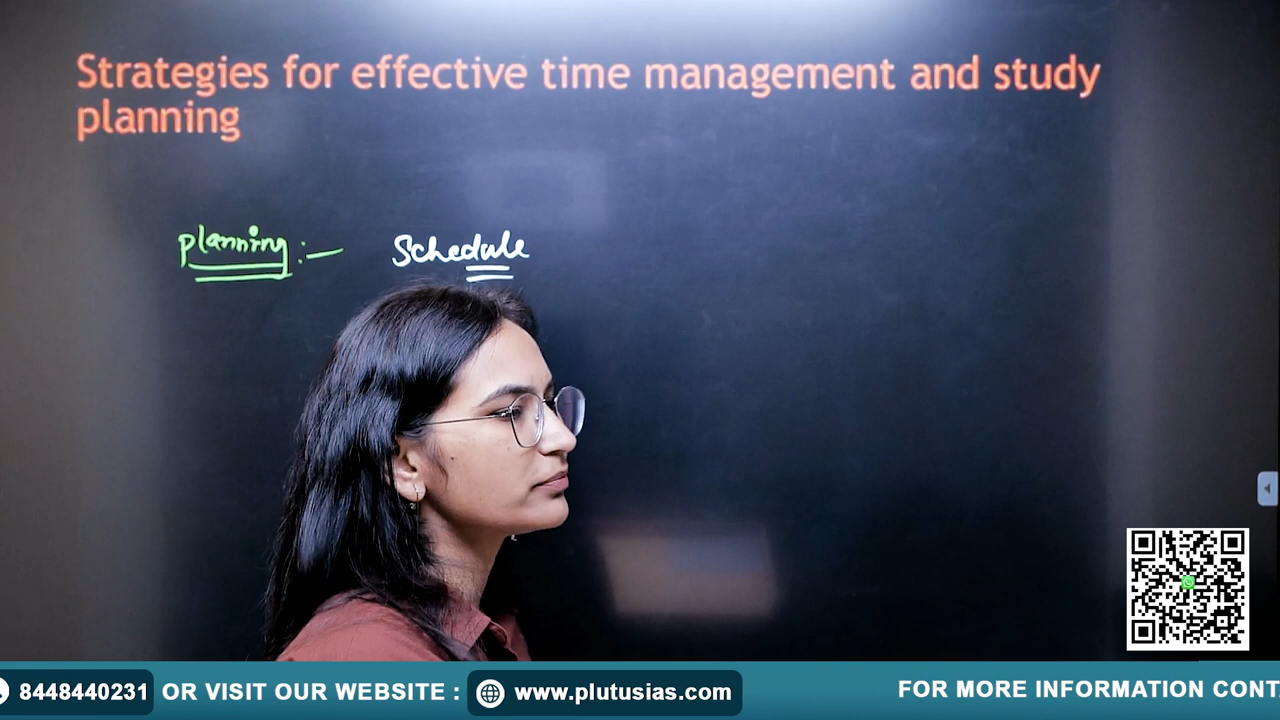 Strategies for effective time management and study
planning
planning :- Schedule
8448440231 OR VISIT OUR WEBSITE : www.plutusias.com FOR MORE INFORMATION